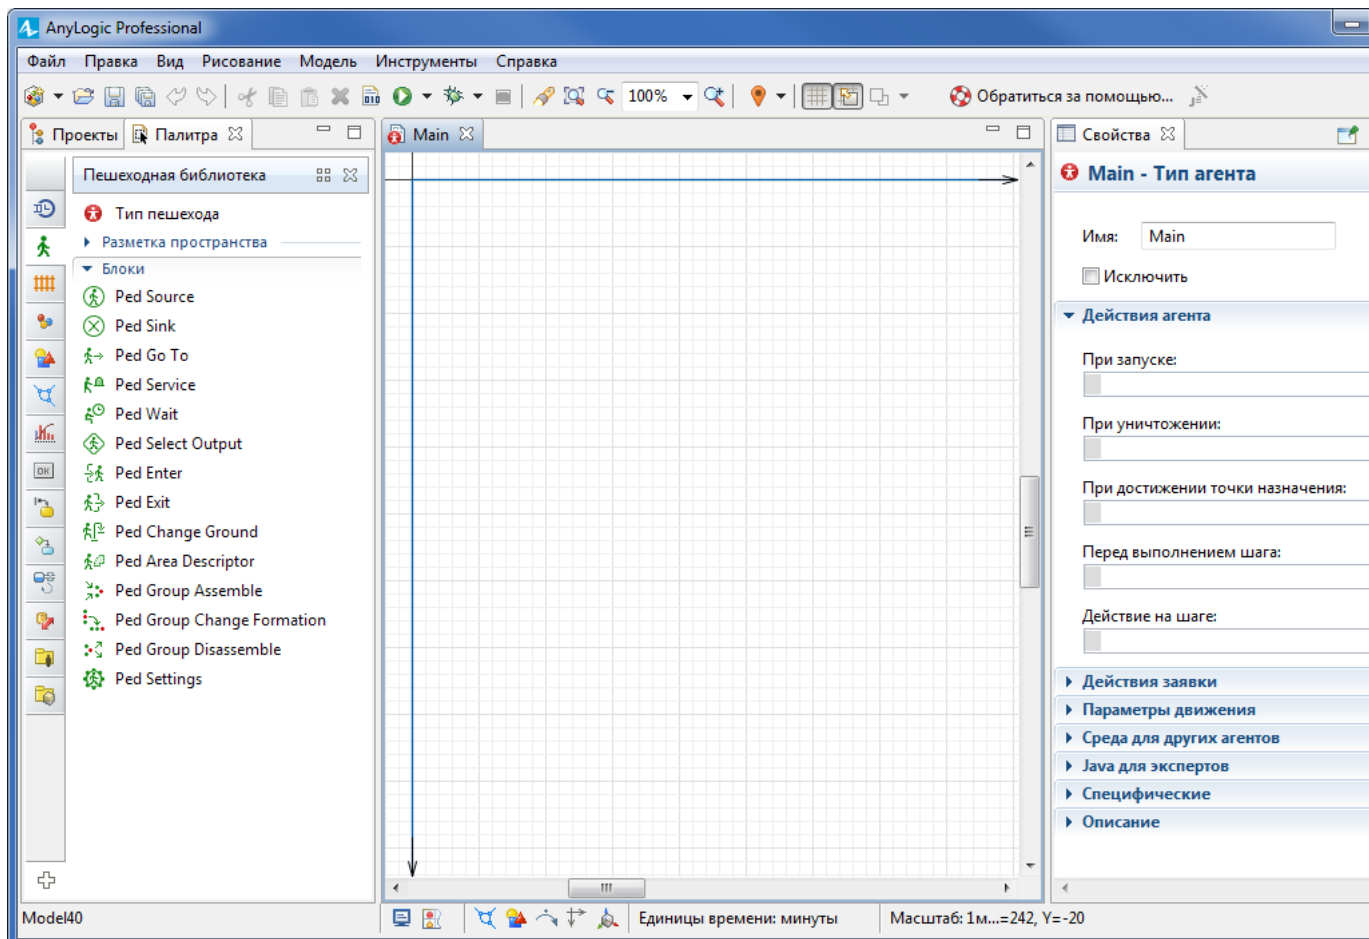 AnyLogic Professional
Файл Правка Вид Рисование Модель Инструменты Справка
100% Обратиться за помощью...
Проекты Палитра
Main
Свойства
Пешеходная библиотека
Тип пешехода
Разметка пространства
Блоки
Ped Source
Ped Sink
Ped Go To
Ped Service
Ped Wait
Ped Select Output
Ped Enter
Ped Exit
Ped Change Ground
Ped Area Descriptor
Ped Group Assemble
Ped Group Change Formation
Ped Group Disassemble
Ped Settings
OK
Main - Тип агента
Имя: Main
Исключить
Действия агента
При запуске:
При уничтожении:
При достижении точки назначения:
Перед выполнением шага:
Действие на шаге:
Действия заявки
Параметры движения
Среда для других агентов
Java для экспертов
Специфические
Описание
Model40 Единицы времени: минуты Масштаб: 1м...=242, Y=-20